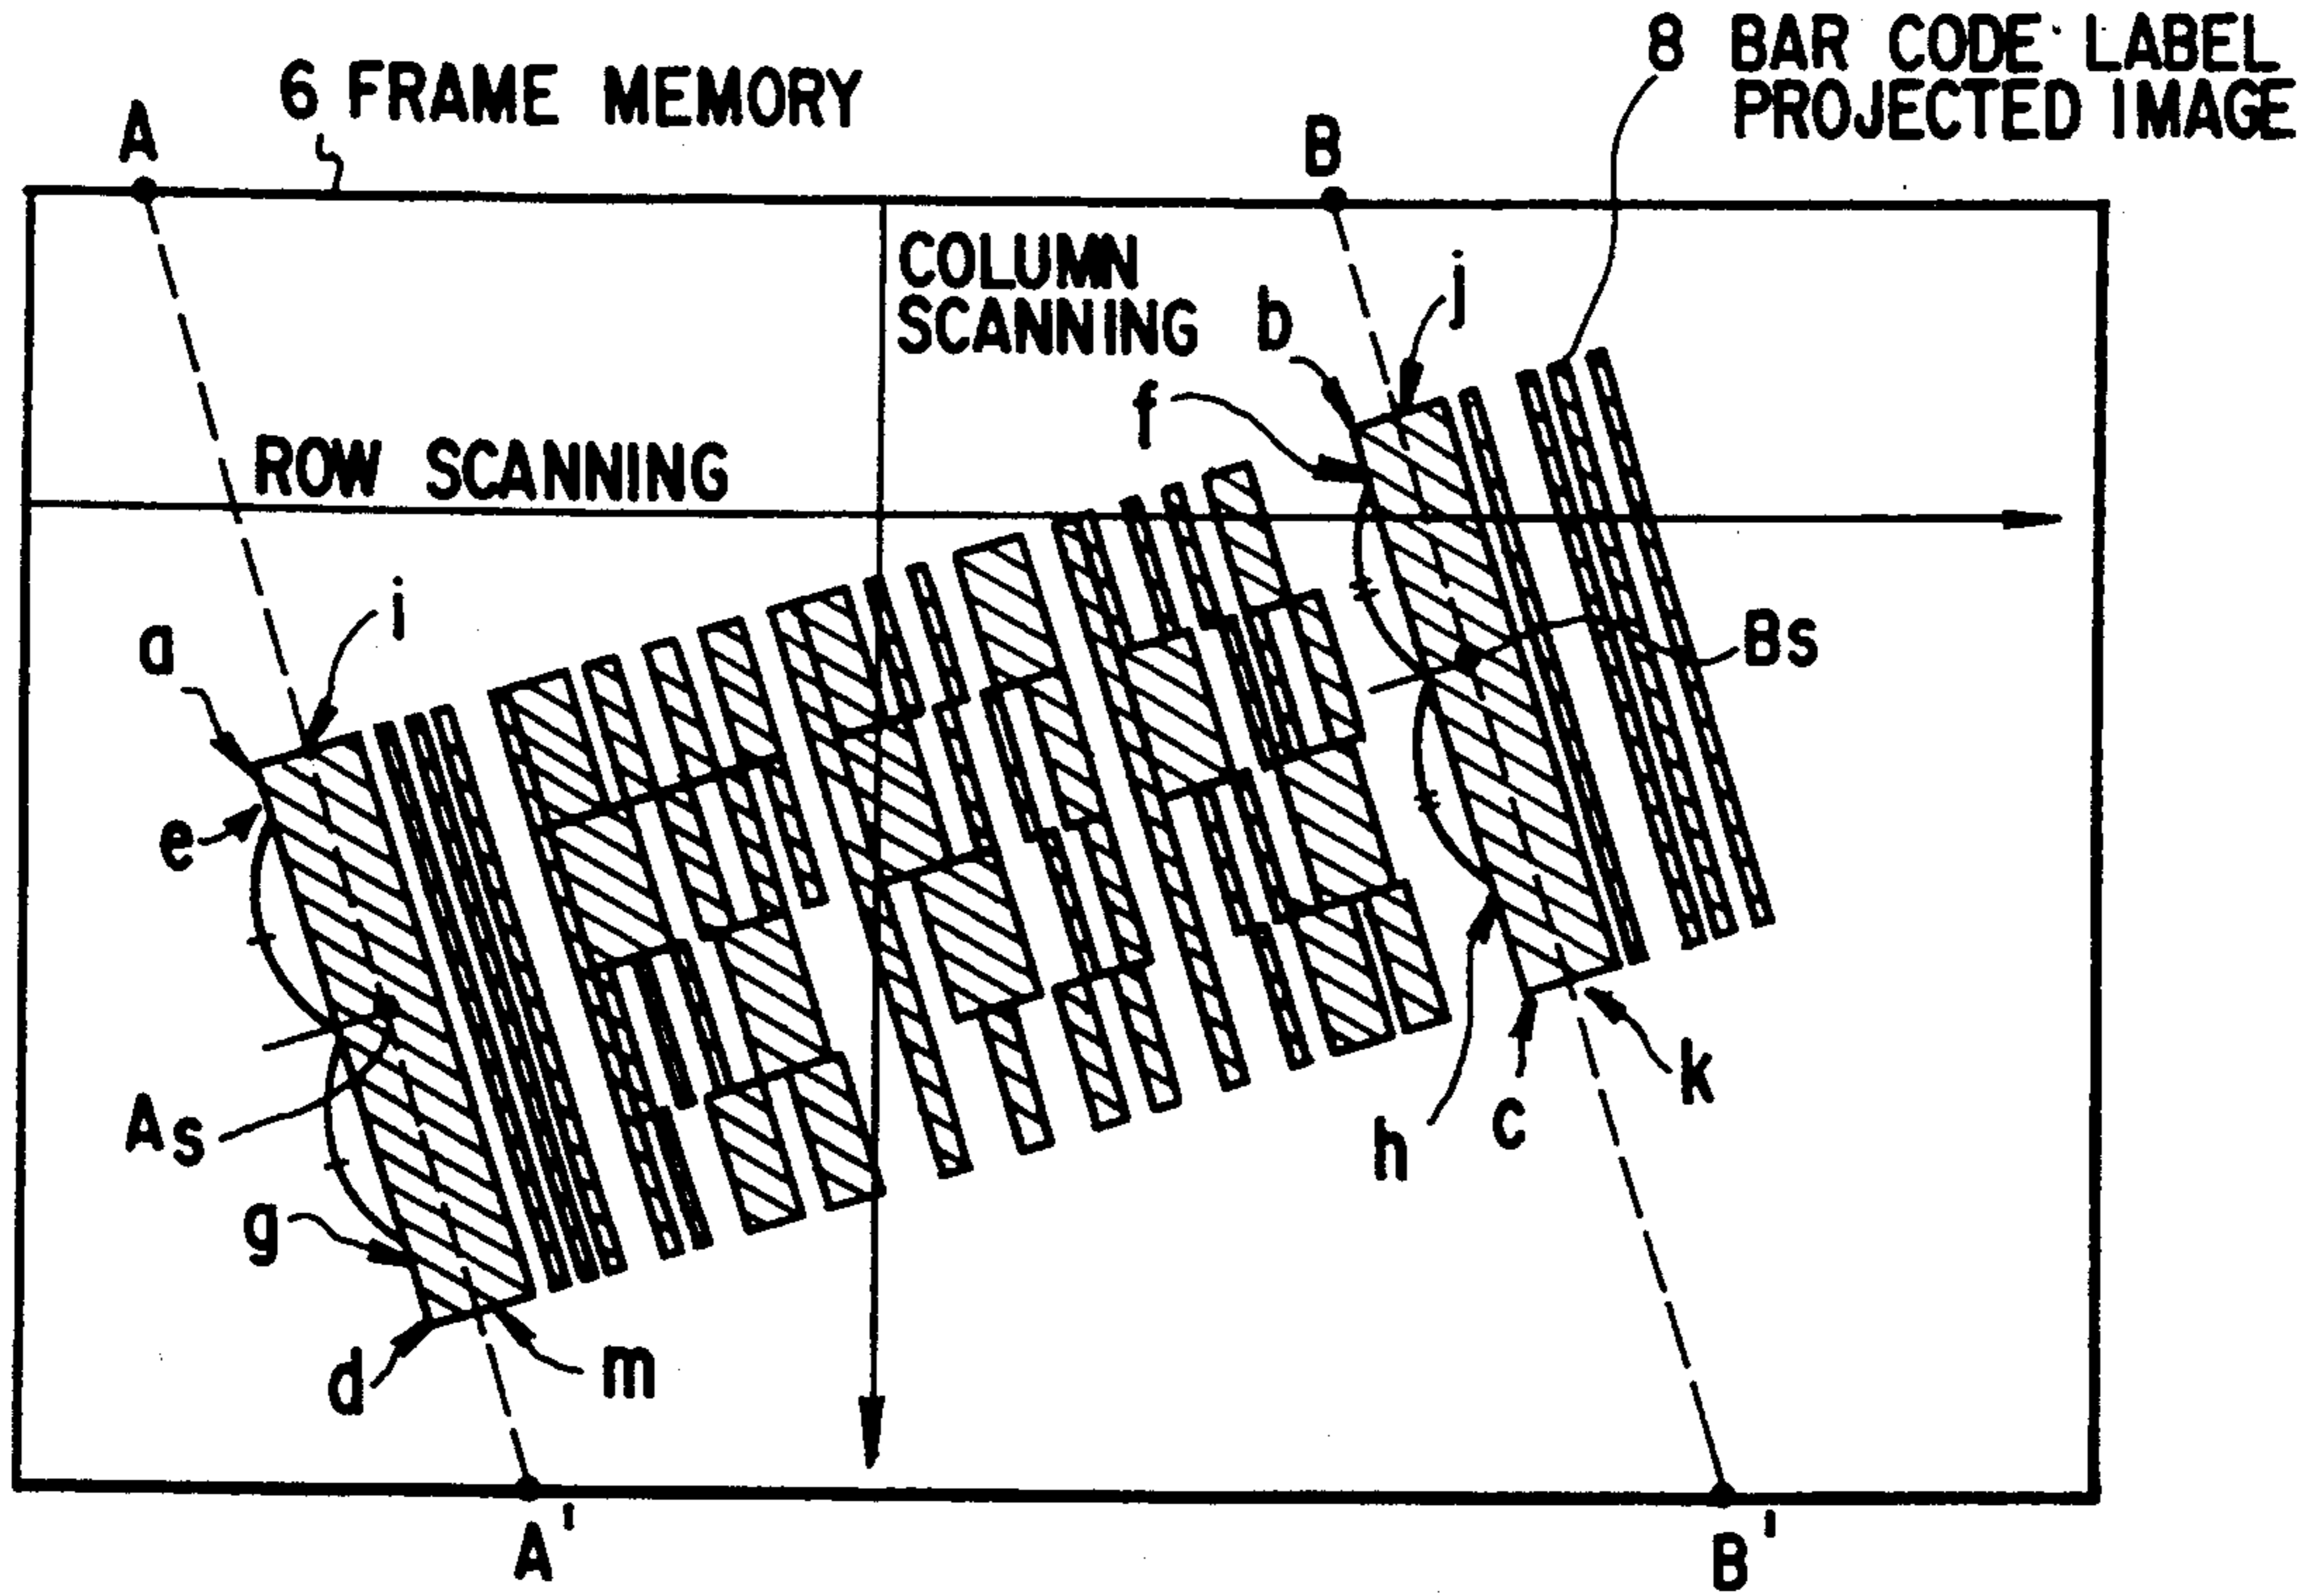 8 BAR CODE LABEL
PROJECTED IMAGE
6 FRAME MEMORY
A
B
COLUMN
SCANNING
b
j
f
ROW SCANNING
i
a
Bs
e
As
k
h
c
g
d
m
A'
B'